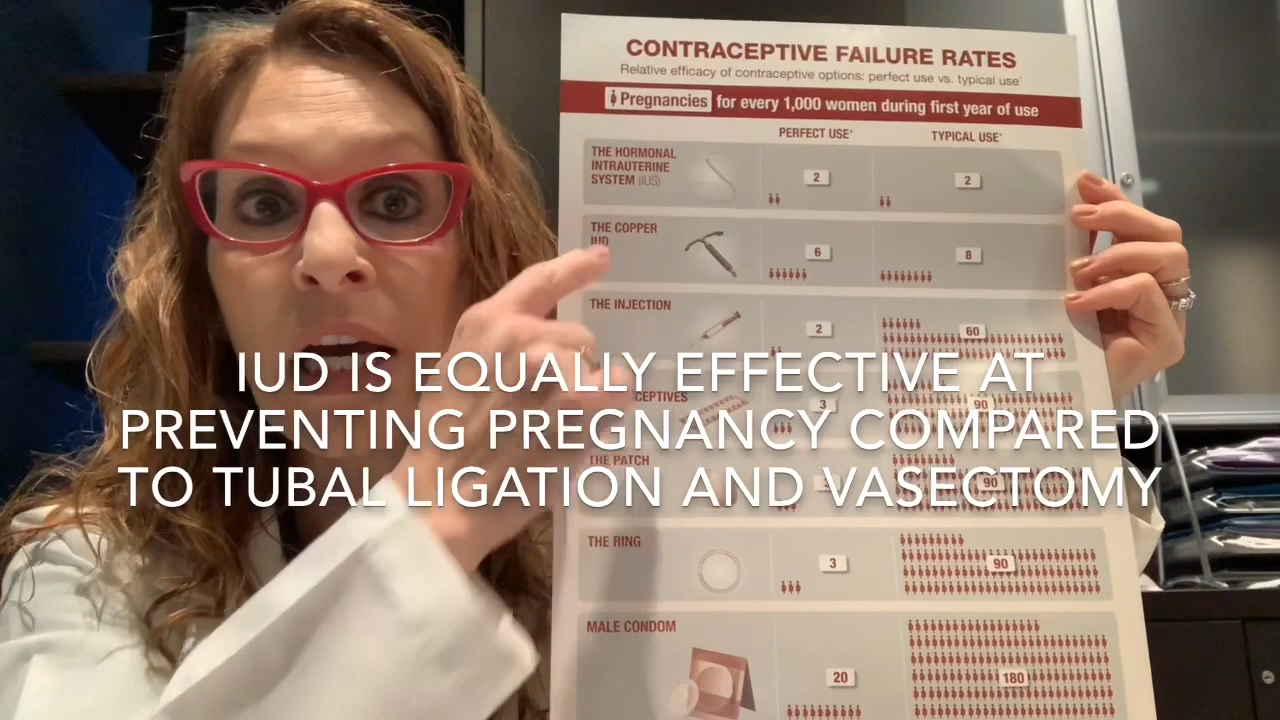 CONTRACEPTIVE FAILURE RATES
Relative efficacy of contraceptive options: perfect use vs. typical use
Pregnancies for every 1,000 women during first year of use
PERFECT USE* TYPICAL USE*
THE HORMONAL
INTRAUTERINE
SYSTEM (IUS)
2 2
THE COPPER
IUD
6 8
THE INJECTION
2 60
IUD IS EQUALLY EFFECTIVE AT
CEPTIVES
3 90
PREVENTING PREGNANCY COMPARED
THE PATCH
90
TO TUBAL LIGATION AND VASECTOMY
THE RING
3 90
MALE CONDOM
20 180